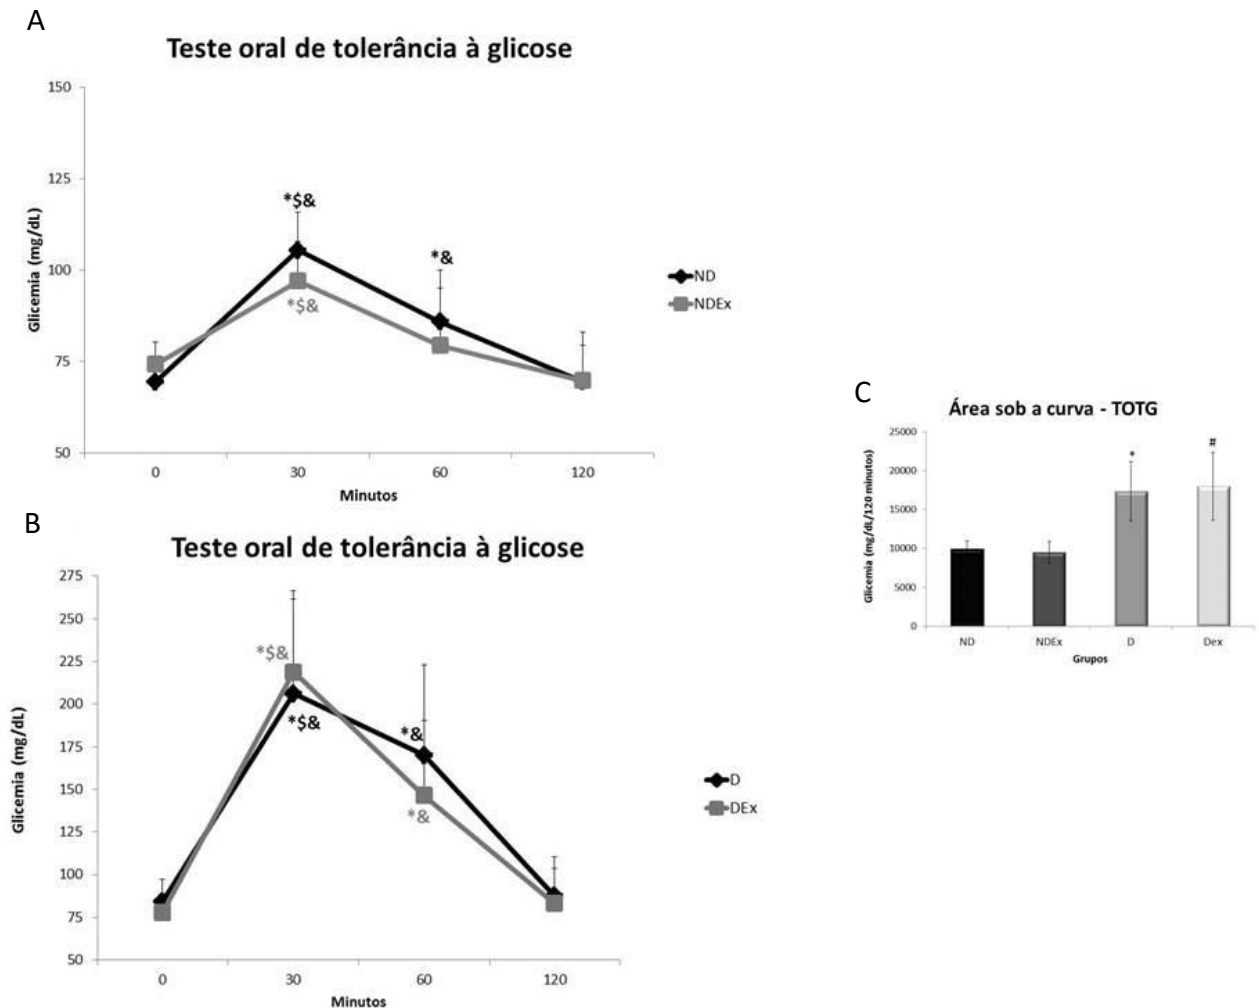 A
Teste oral de tolerância à glicose
150
125
100
75
50
Glicemia (mg/dL)
*$&
*&
*$&
ND
NDEx
0 30 60 120
Minutos
B
Teste oral de tolerância à glicose
275
250
225
200
175
150
125
100
75
50
Glicemia (mg/dL)
*$&
*$&
*&
*&
D
DEx
0 30 60 120
Minutos
C
Área sob a curva - TOTG
25000
20000
15000
10000
5000
0
Glicemia (mg/dL/120 minutos)
*
#
ND NDEx D Dex
Grupos